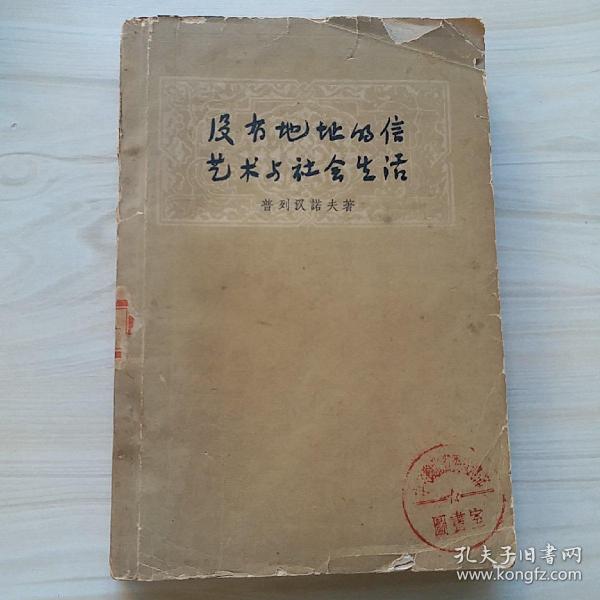 没有地址的信
艺术与社会生活
普列汉諾夫著
圖書室
孔夫子旧書网
www.kongfz.com